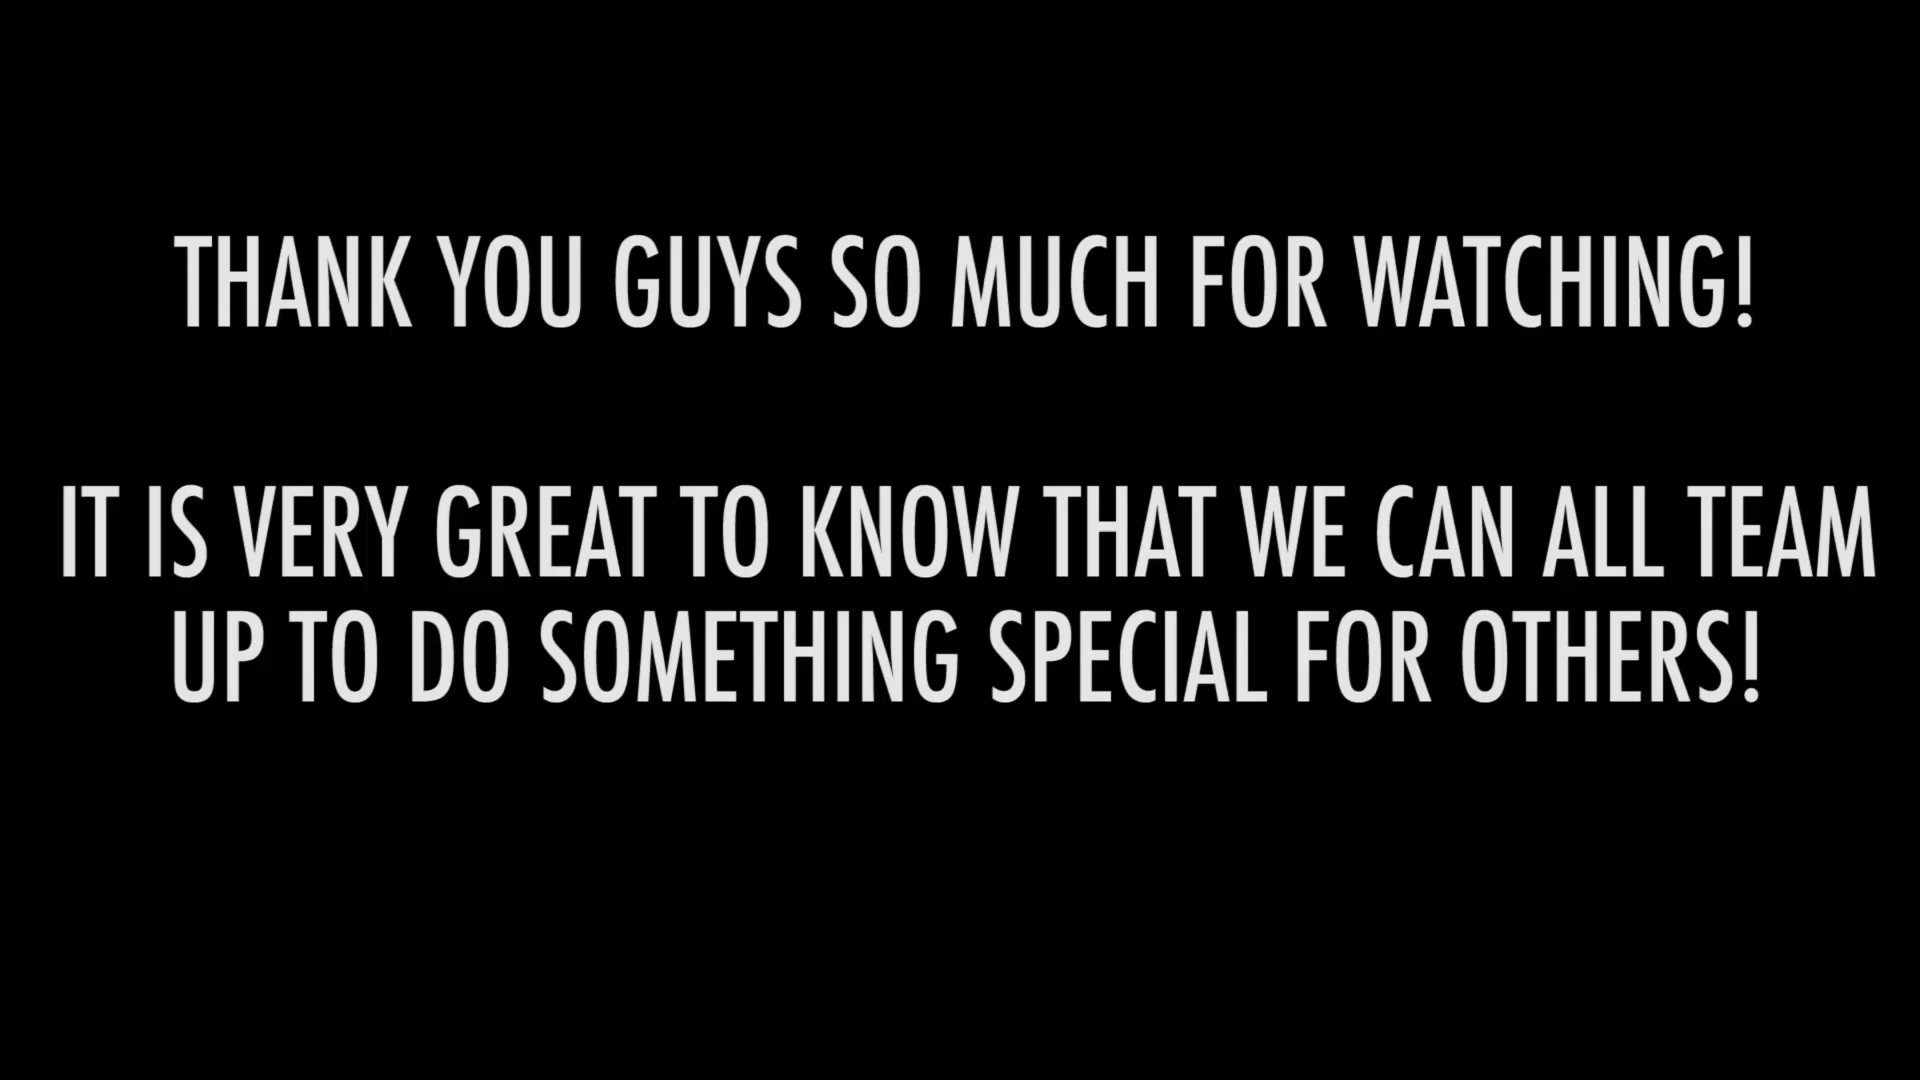 THANK YOU GUYS SO MUCH FOR WATCHING!
IT IS VERY GREAT TO KNOW THAT WE CAN ALL TEAM
UP TO DO SOMETHING SPECIAL FOR OTHERS!